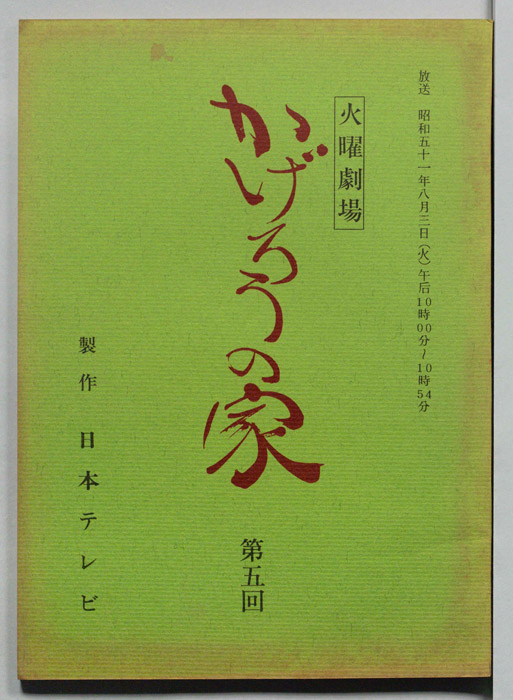 放送 昭和五十一年八月三日(火)午后10時00分~10時54分
火曜劇場
かげろうの家
第五回
製作 日本テレビ